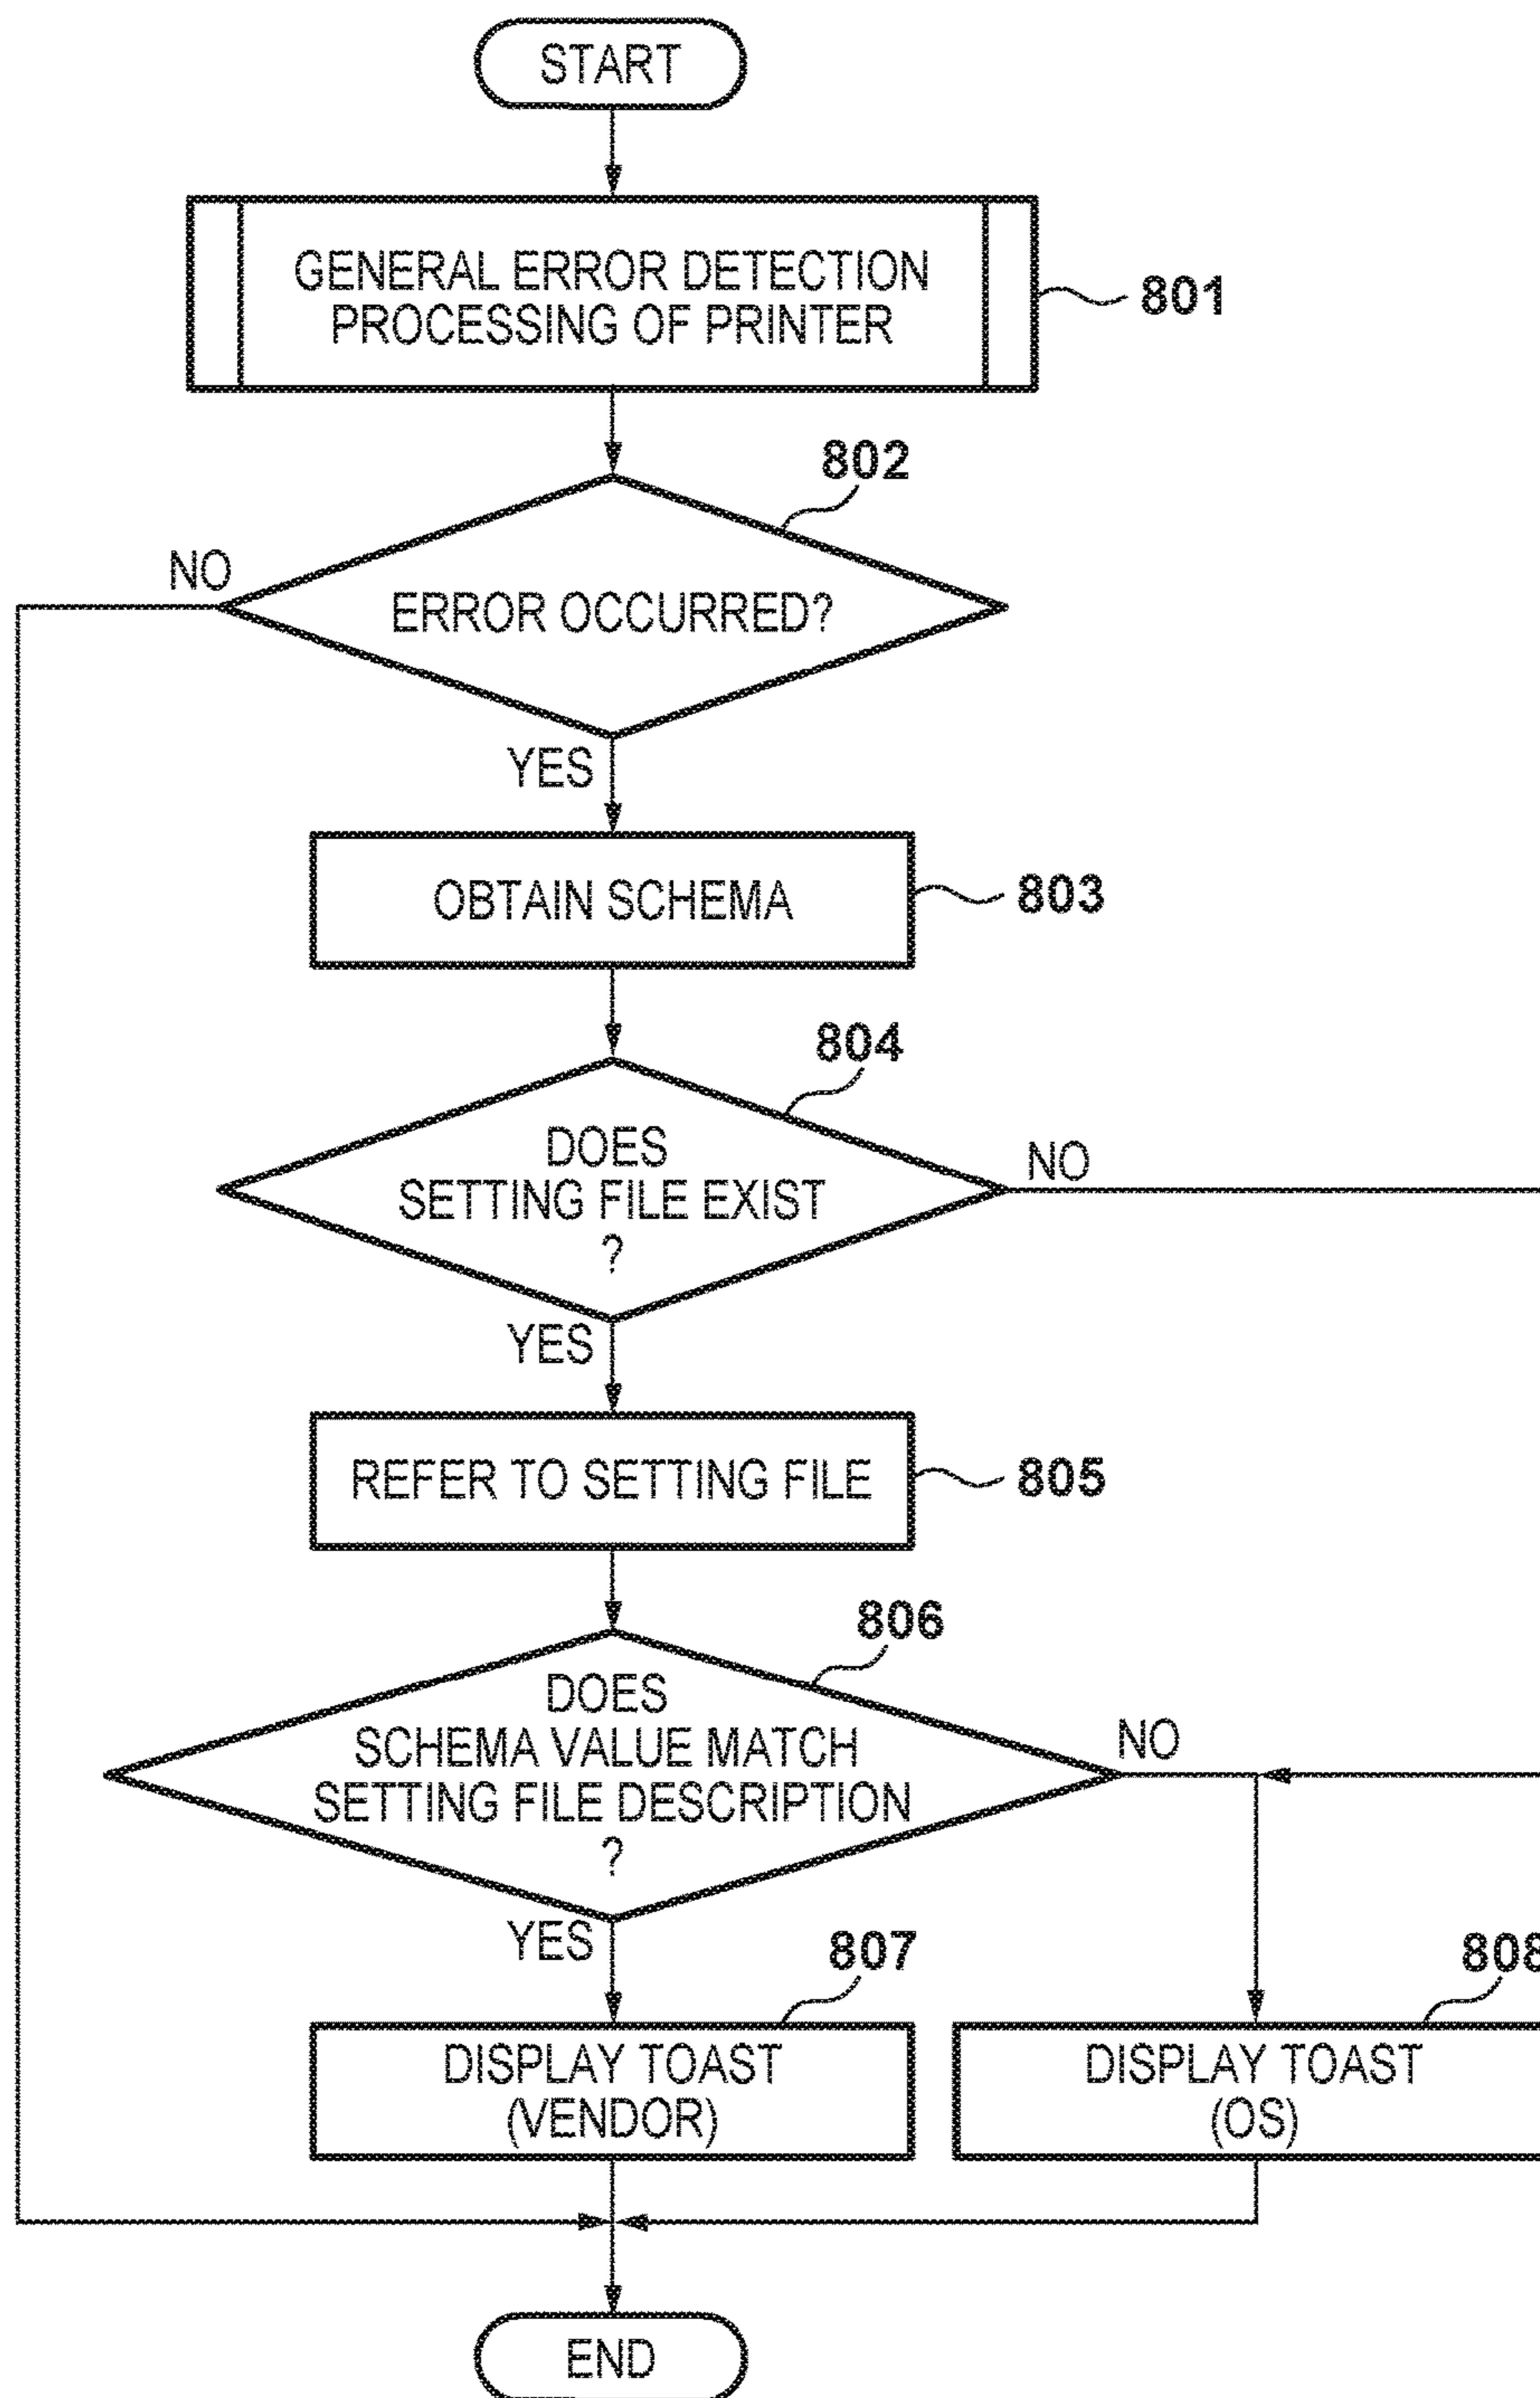 START
GENERAL ERROR DETECTION
PROCESSING OF PRINTER
801
802
NO
ERROR OCCURRED?
YES
OBTAIN SCHEMA
803
804
DOES
SETTING FILE EXIST
?
NO
YES
REFER TO SETTING FILE
805
806
DOES
SCHEMA VALUE MATCH
SETTING FILE DESCRIPTION
?
NO
YES
807
808
DISPLAY TOAST
(VENDOR)
DISPLAY TOAST
(OS)
END